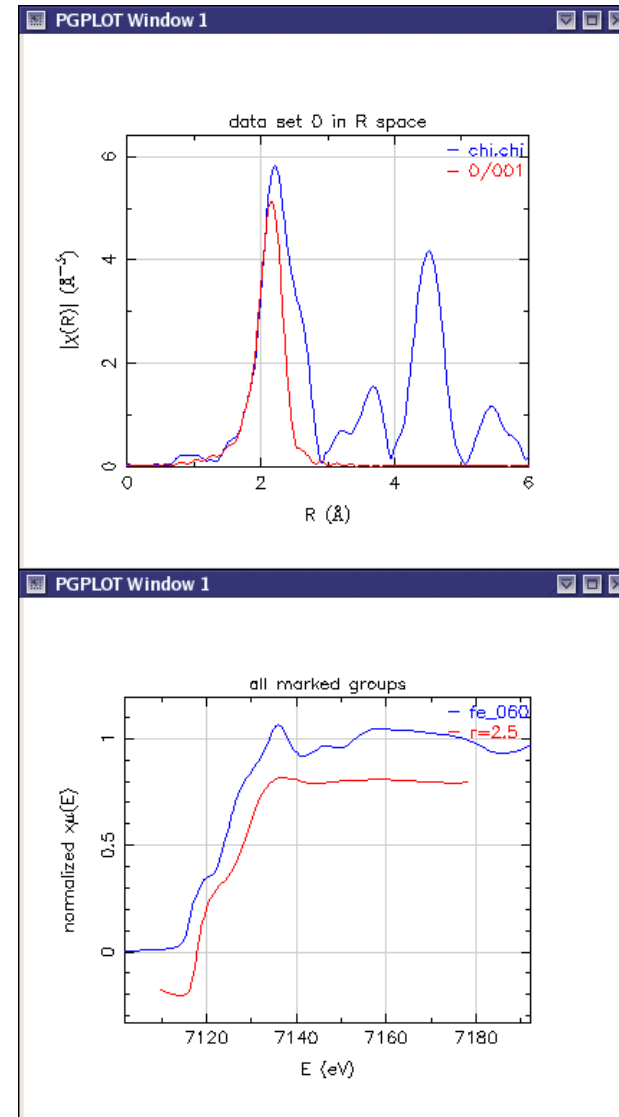 PGPLOT Window 1
data set 0 in R space
chi.chi
0/001
6
4
2
0
|χ(R)| (Å⁻³)
0 2 4 6
R (Å)
PGPLOT Window 1
all marked groups
fe_060
r=2.5
1
0.5
0
normalized xμ(E)
7120 7140 7160 7180
E (eV)